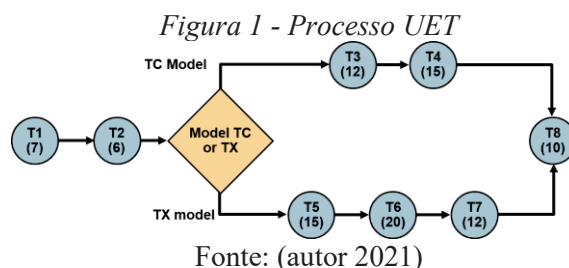 Figura 1 - Processo UET
TC Model
T3
(12)
T4
(15)
T1
(7)
T2
(6)
Model TC
or TX
T8
(10)
TX model
T5
(15)
T6
(20)
T7
(12)
Fonte: (autor 2021)